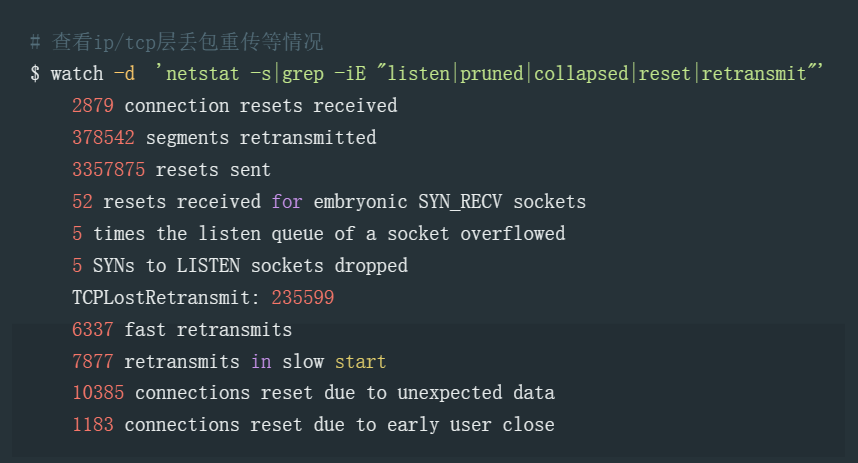 # 查看ip/tcp层丢包重传等情况
$ watch -d  'netstat -s|grep -iE "listen|pruned|collapsed|reset|retransmit"'
2879 connection resets received
378542 segments retransmitted
3357875 resets sent
52 resets received for embryonic SYN_RECV sockets
5 times the listen queue of a socket overflowed
5 SYNs to LISTEN sockets dropped
TCPLostRetransmit: 235599
6337 fast retransmits
7877 retransmits in slow start
10385 connections reset due to unexpected data
1183 connections reset due to early user close